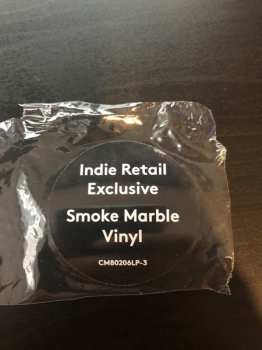 Indie Retail
Exclusive
Smoke Marble
Vinyl
CM80206LP-3